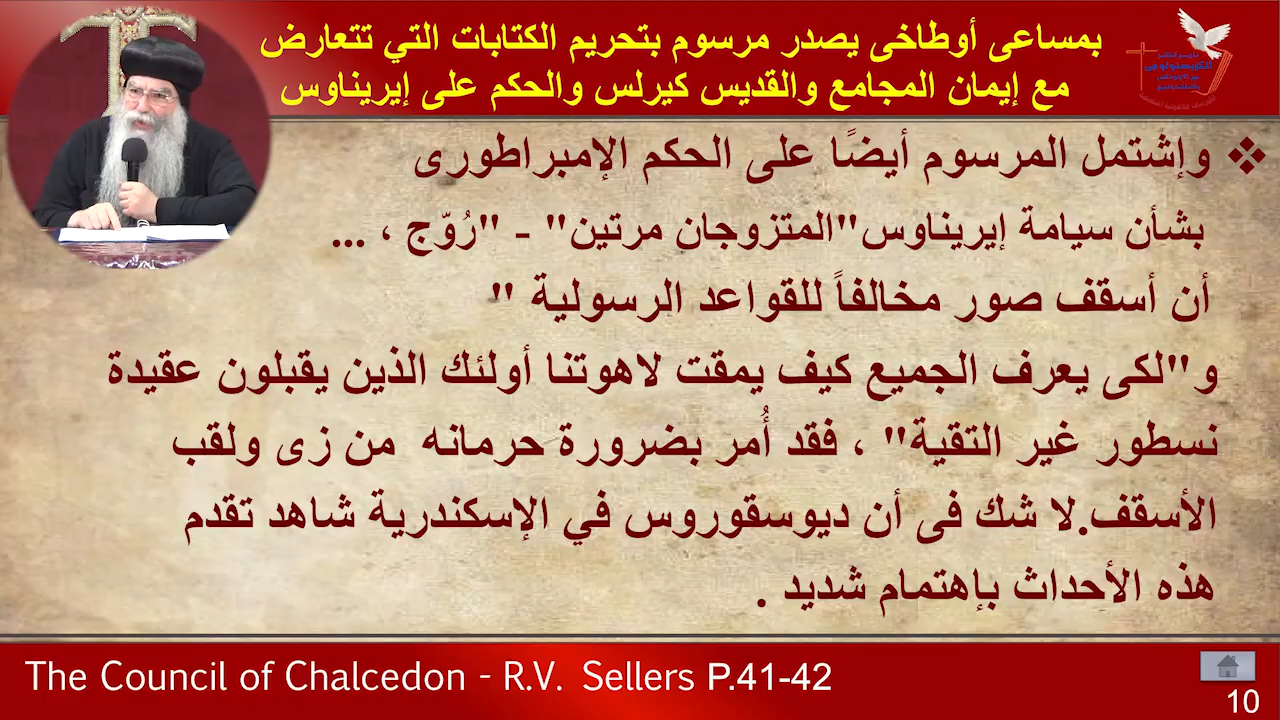 بمساعى أوطاخى يصدر مرسوم بتحريم الكتابات التي تتعارض
مع إيمان المجامع والقديس كيرلس والحكم على إيريناوس
❖ وإشتمل المرسوم أيضًا على الحكم الإمبراطورى
بشأن سيامة إيريناوس"المتزوجان مرتين" - "رُوّج ، ...
أن أسقف صور مخالفاً للقواعد الرسولية "
و"لكى يعرف الجميع كيف يمقت لاهوتنا أولئك الذين يقبلون عقيدة
نسطور غير التقية" ، فقد أُمر بضرورة حرمانه من زى ولقب
الأسقف.لا شك فى أن ديوسقوروس في الإسكندرية شاهد تقدم
هذه الأحداث بإهتمام شديد .
The Council of Chalcedon - R.V. Sellers P.41-42
10